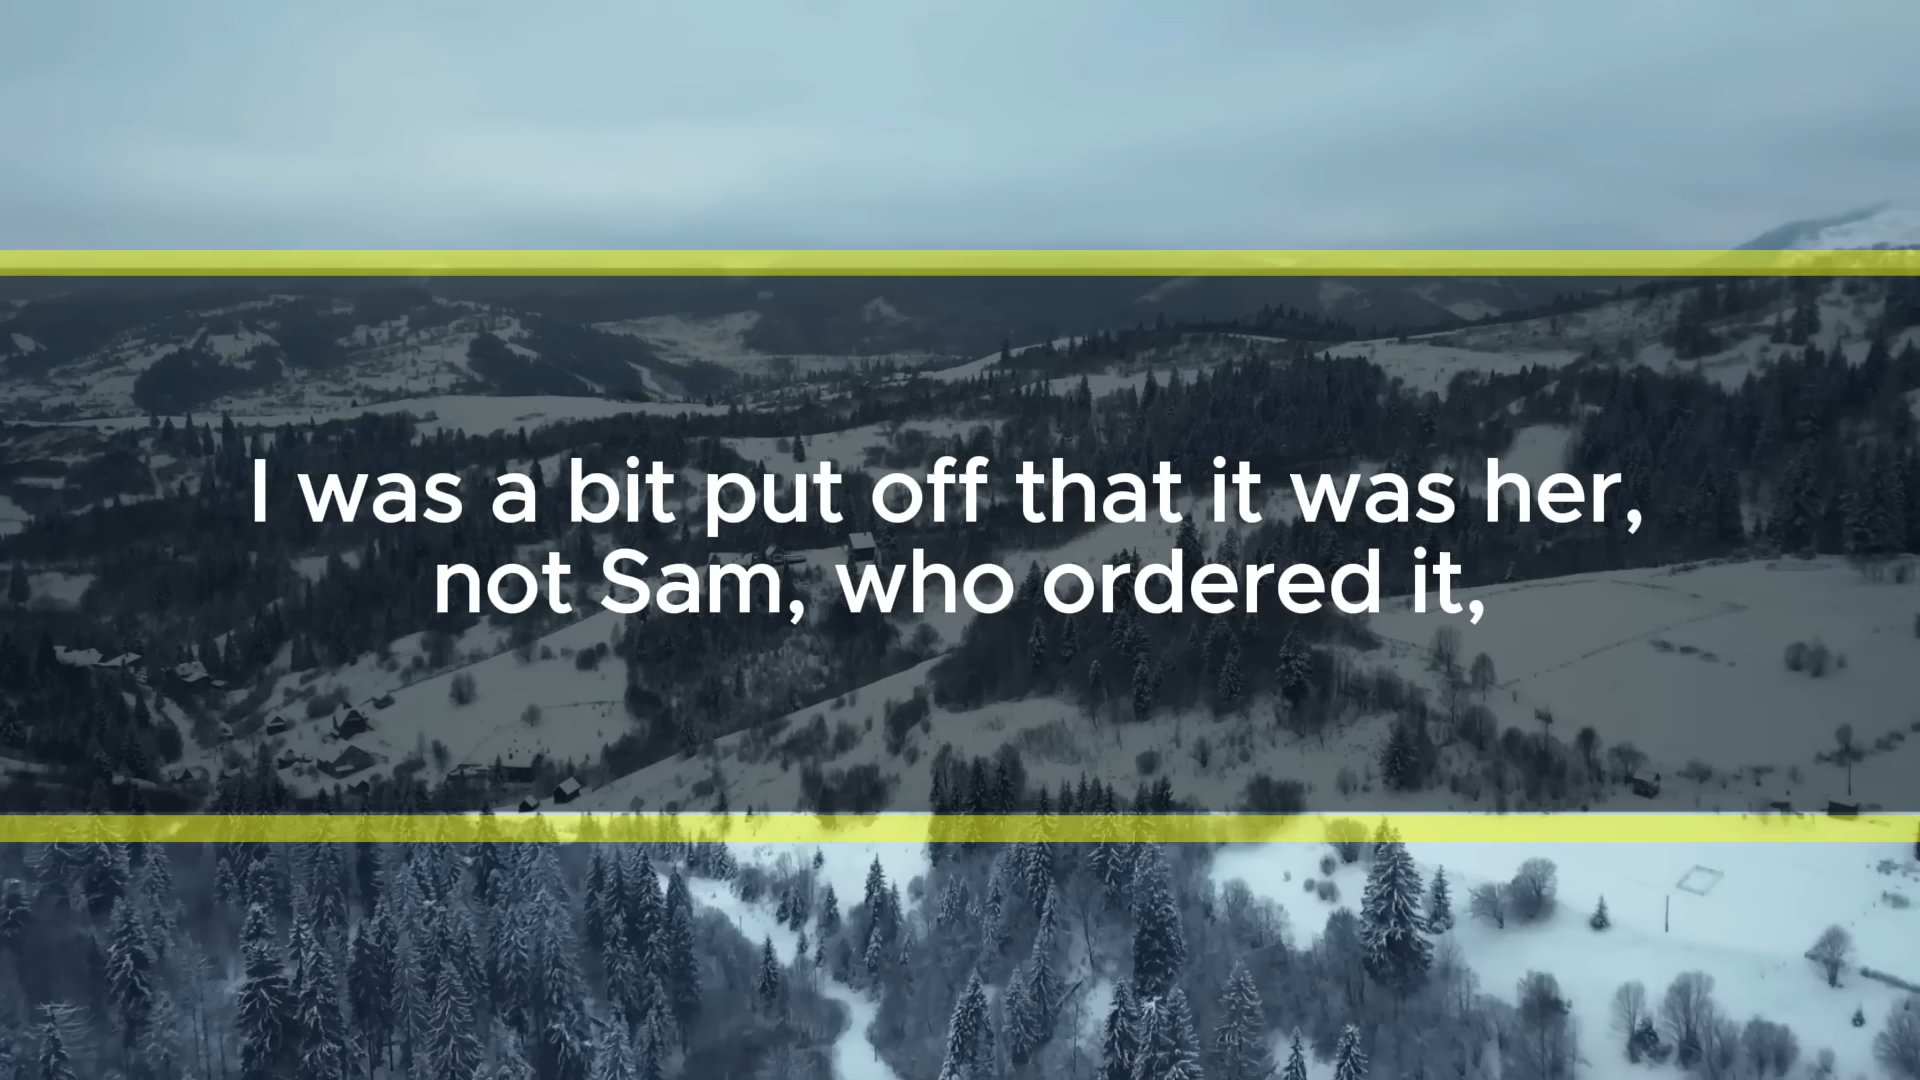 I was a bit put off that it was her,
not Sam, who ordered it,